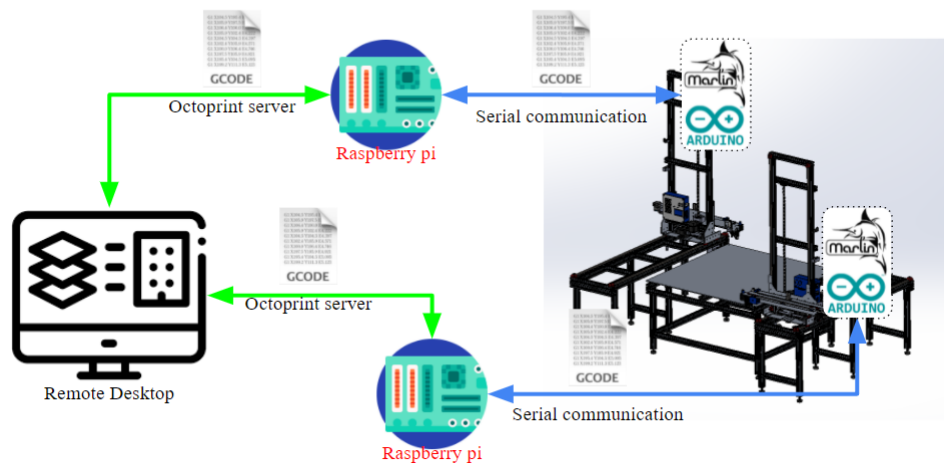 GCODE
GCODE
Octoprint server
Serial communication
Marlin
ARDUINO
Raspberry pi
GCODE
Octoprint server
Marlin
ARDUINO
GCODE
Remote Desktop
Serial communication
Raspberry pi